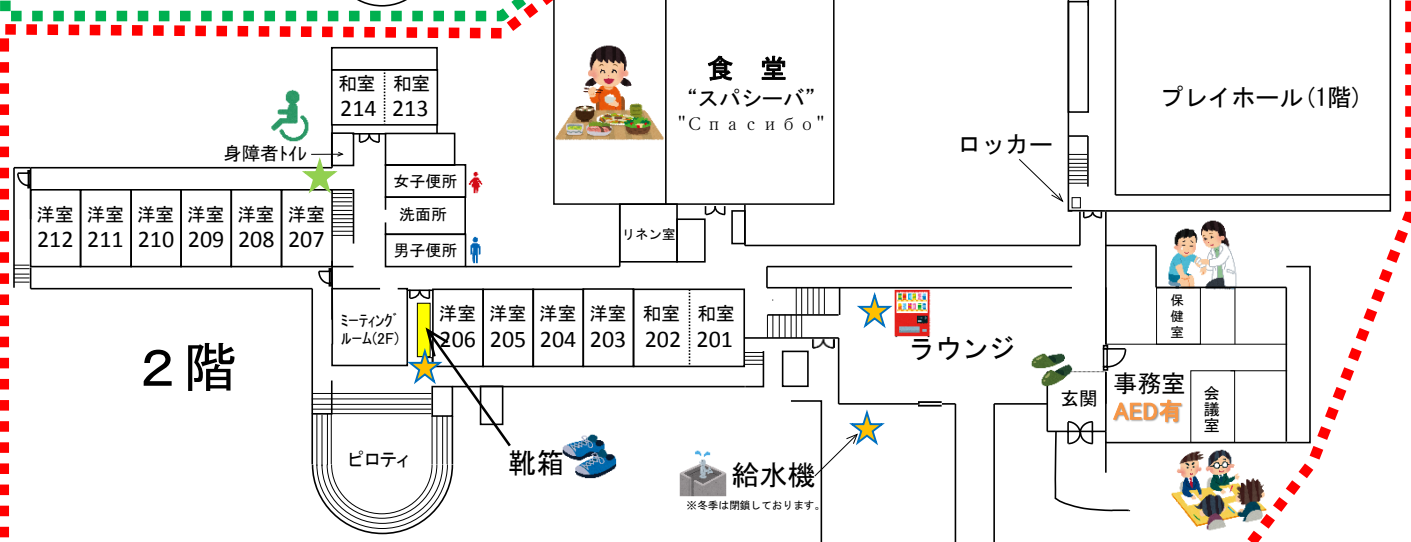 食 堂
“スパシーバ”
"Спасибо"
プレイホール(1階)
ロッカー
和室
214
和室
213
身障者ﾄｲﾚ
女子便所
洗面所
男子便所
リネン室
洋室
212
洋室
211
洋室
210
洋室
209
洋室
208
洋室
207
ﾐｰﾃｨﾝｸﾞ
ﾙｰﾑ(2F)
洋室
206
洋室
205
洋室
204
洋室
203
和室
202
和室
201
保健室
ラウンジ
2階
玄関
事務室
AED有
会議室
ピロティ
靴箱
給水機
※冬季は閉鎖しております。